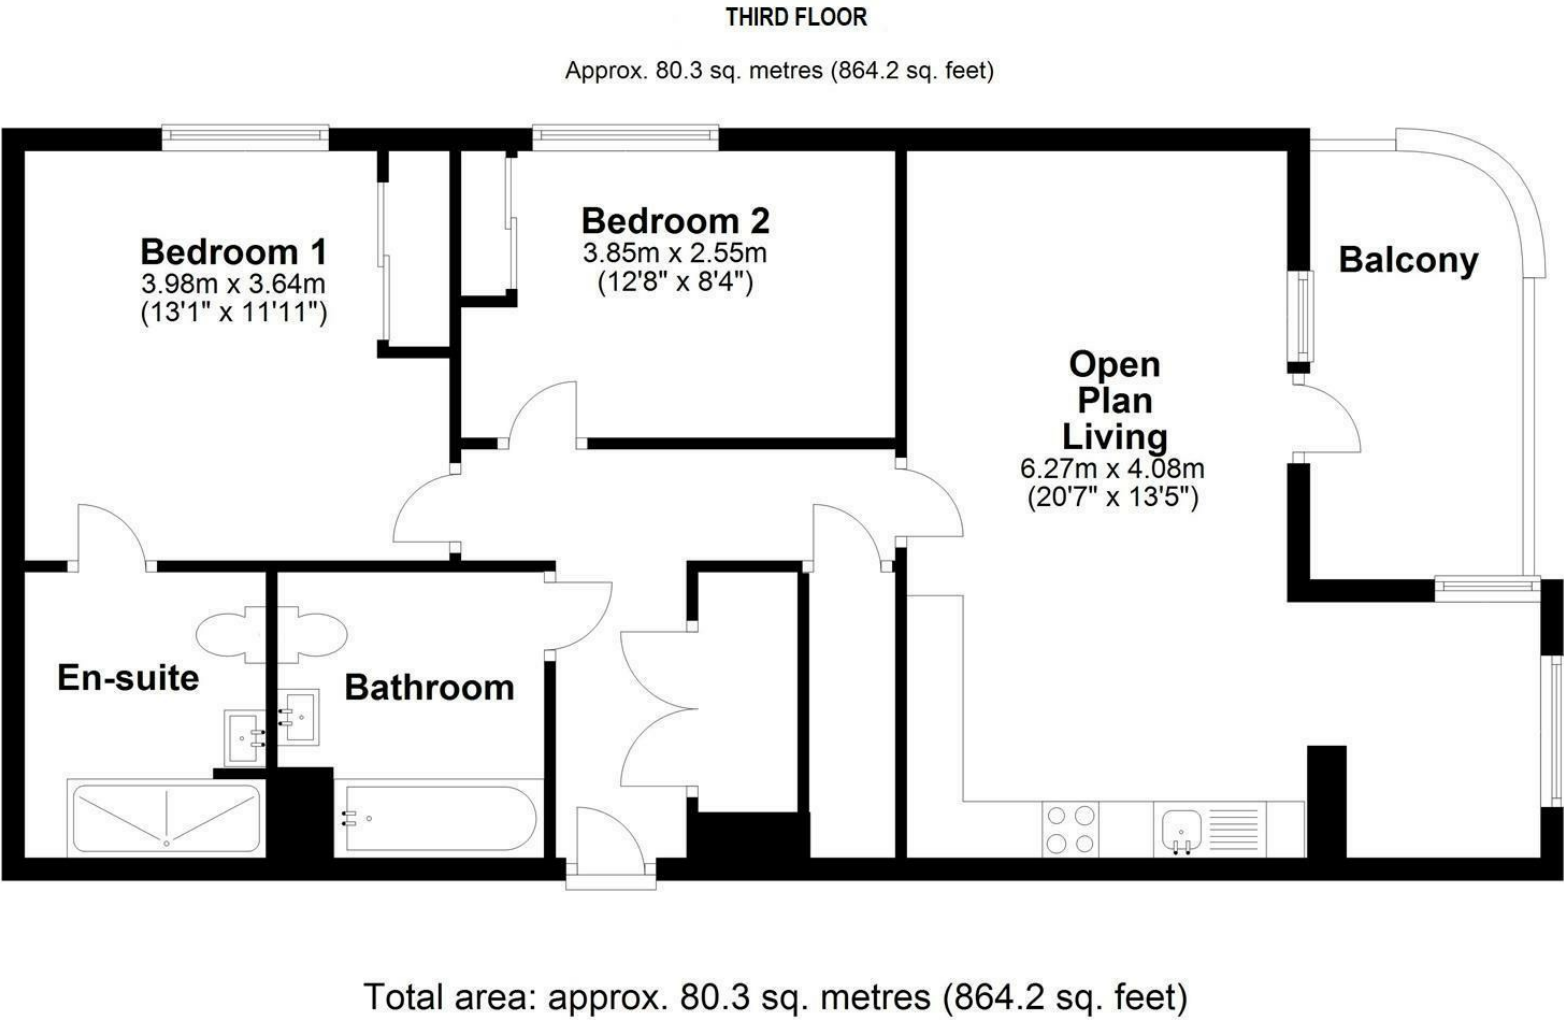 THIRD FLOOR
Approx. 80.3 sq. metres (864.2 sq. feet)
Bedroom 1
3.98m x 3.64m
(13'1" x 11'11")
Bedroom 2
3.85m x 2.55m
(12'8" x 8'4")
Balcony
Open
Plan
Living
6.27m x 4.08m
(20'7" x 13'5")
En-suite
Bathroom
Total area: approx. 80.3 sq. metres (864.2 sq. feet)